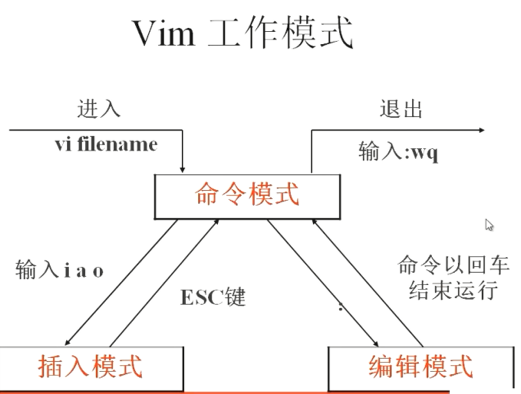 Vim 工作模式
进入
vi filename
退出
输入:wq
命令模式
输入 i a o
ESC键
:
命令以回车
结束运行
插入模式
编辑模式